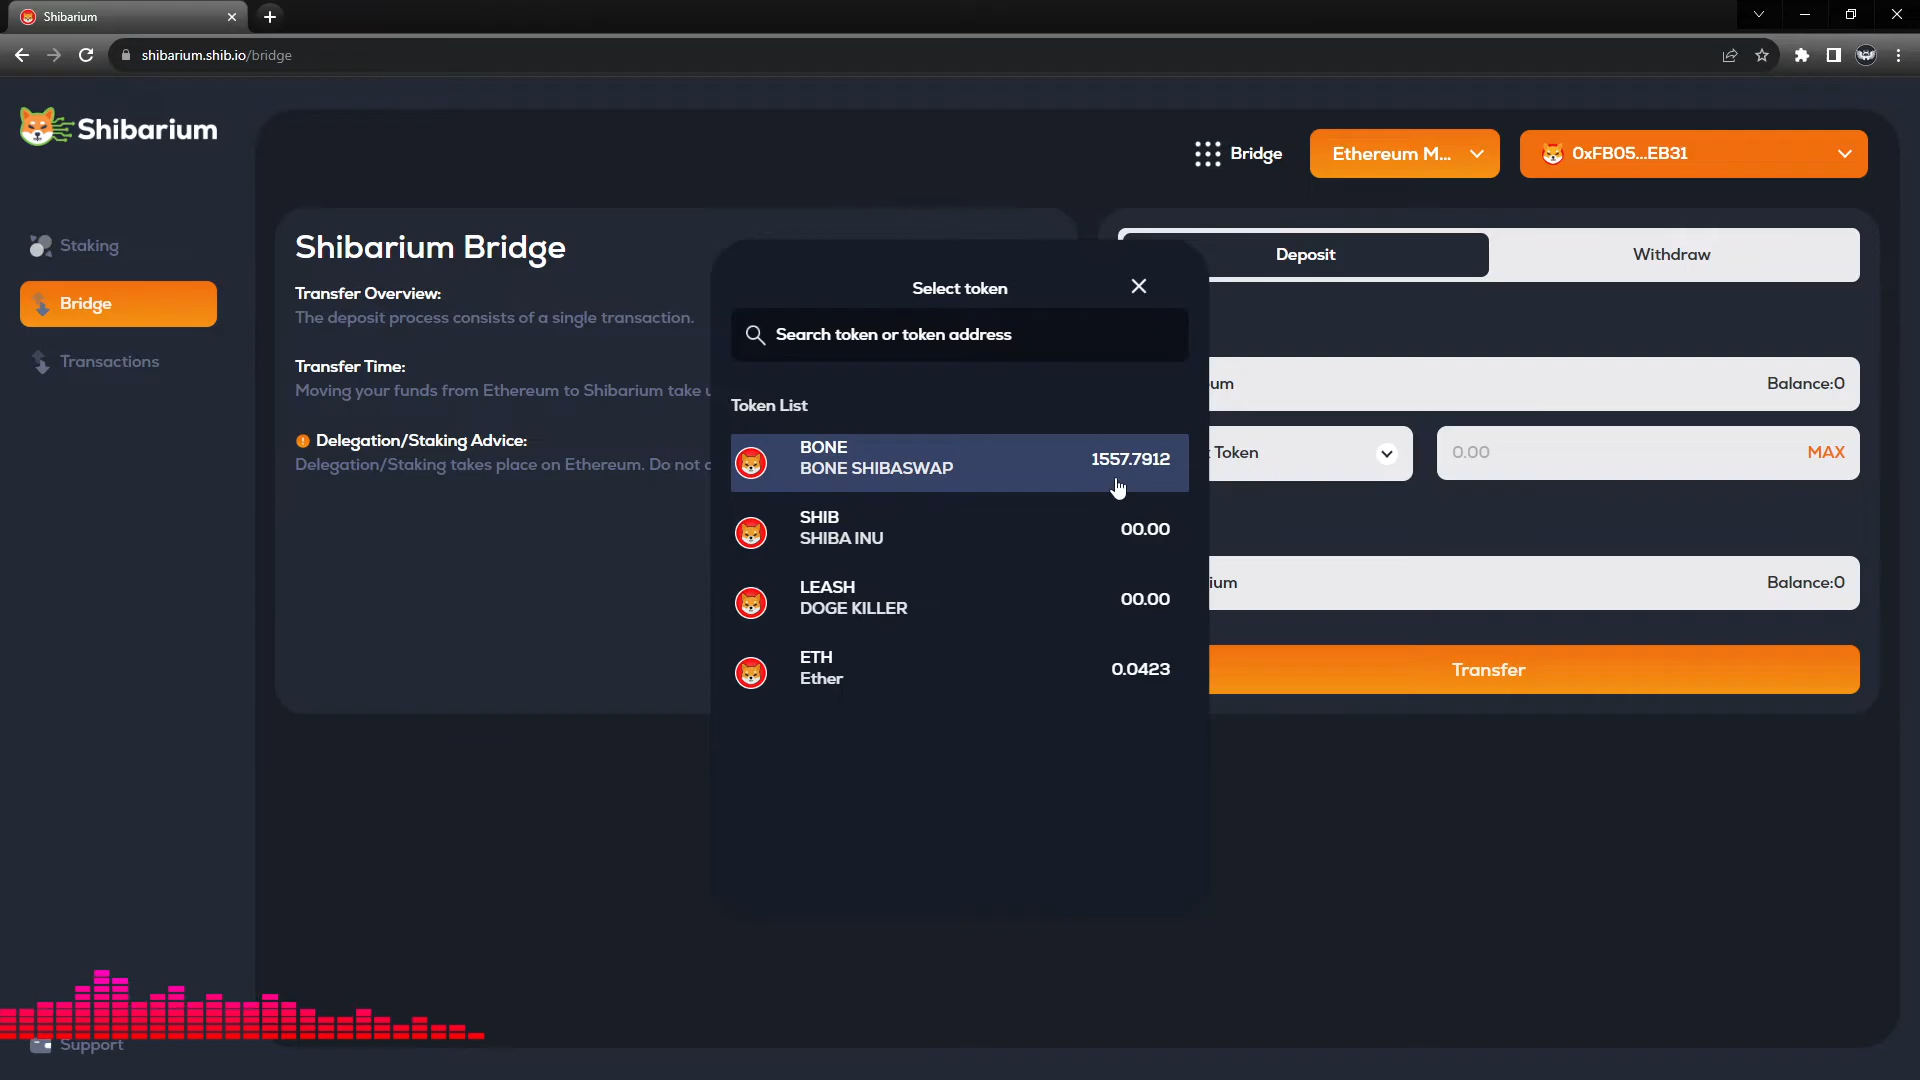 Shibarium
shibarium.shib.io/bridge
Shibarium
Bridge
Ethereum M...
0xFB05...EB31
Staking
Bridge
Transactions
Support
Shibarium Bridge
Transfer Overview:
The deposit process consists of a single transaction.
Transfer Time:
Moving your funds from Ethereum to Shibarium take
Delegation/Staking Advice:
Delegation/Staking takes place on Ethereum. Do not
Select token
Search token or token address
Token List
BONE
BONE SHIBASWAP
1557.7912
SHIB
SHIBA INU
00.00
LEASH
DOGE KILLER
00.00
ETH
Ether
0.0423
Deposit
Withdraw
um Balance:0
Token
0.00 MAX
ium Balance:0
Transfer